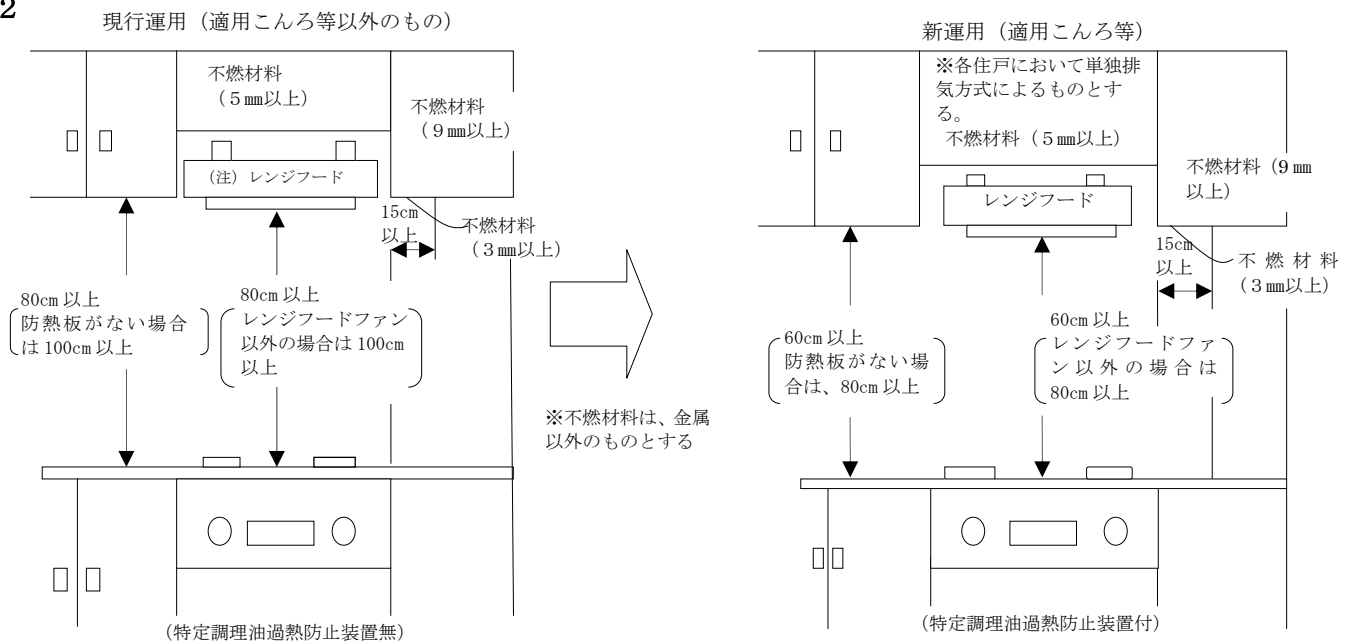 2
現行運用（適用こんろ等以外のもの）
不燃材料
（５㎜以上）
不燃材料
（９㎜以上）
(注) レンジフード
15cm
以上
不燃材料
（３㎜以上）
80cm 以上
防熱板がない場合
は 100cm 以上
80cm 以上
レンジフードファン
以外の場合は 100cm
以上
(特定調理油過熱防止装置無)
※不燃材料は、金属
以外のものとする
新運用（適用こんろ等）
※各住戸において単独排
気方式によるものとす
る。
不燃材料（５㎜以上）
不燃材料（９㎜
以上）
レンジフード
15cm
以上
不燃材料
（３㎜以上）
60cm 以上
防熱板がない場
合は、80cm 以上
60cm 以上
レンジフードファ
ン以外の場合は
80cm 以上
(特定調理油過熱防止装置付)